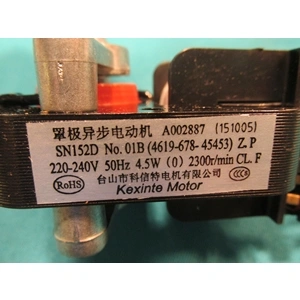 罩极异步电动机 A002887 (151005)
SN152D No.01B (4619-678-45453) Z.P
220-240V 50Hz 4.5W (0) 2300r/min CL.F
RoHS 台山市科信特电机有限公司 CCC
Kexinte Motor